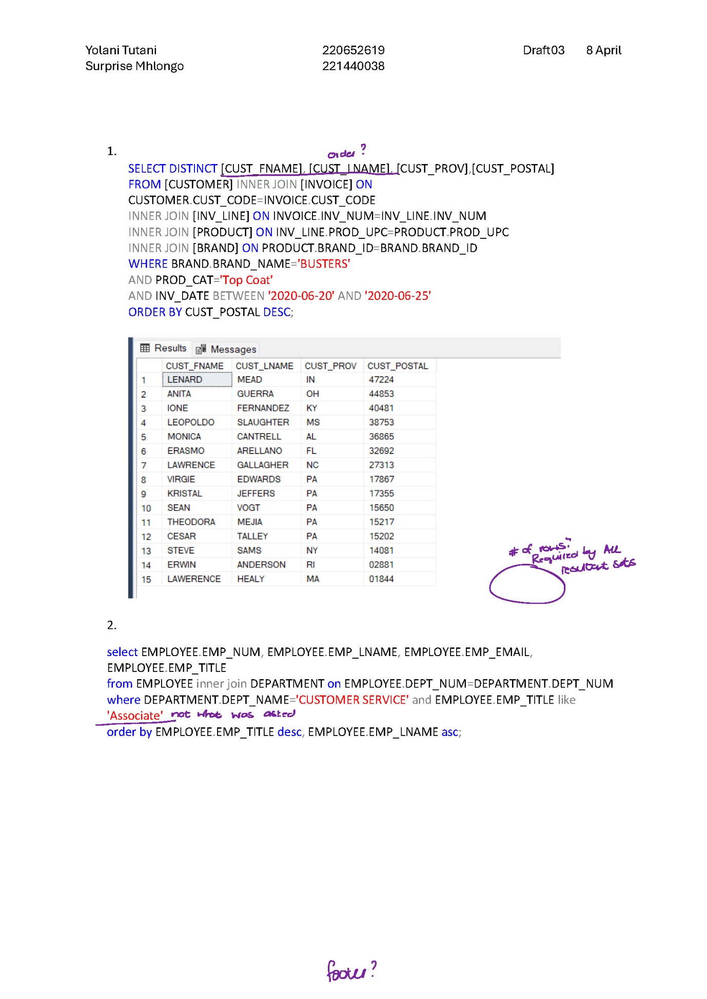 Yolani Tutani 220652619 Draft03 8 April
Surprise Mhlongo 221440038
1.
order?
SELECT DISTINCT [CUST_FNAME], [CUST_LNAME], [CUST_PROV],[CUST_POSTAL]
FROM [CUSTOMER] INNER JOIN [INVOICE] ON
CUSTOMER.CUST_CODE=INVOICE.CUST_CODE
INNER JOIN [INV_LINE] ON INVOICE.INV_NUM=INV_LINE.INV_NUM
INNER JOIN [PRODUCT] ON INV_LINE.PROD_UPC=PRODUCT.PROD_UPC
INNER JOIN [BRAND] ON PRODUCT.BRAND_ID=BRAND.BRAND_ID
WHERE BRAND.BRAND_NAME='BUSTERS'
AND PROD_CAT='Top Coat'
AND INV_DATE BETWEEN '2020-06-20' AND '2020-06-25'
ORDER BY CUST_POSTAL DESC;
Results Messages
CUST_FNAME CUST_LNAME CUST_PROV CUST_POSTAL
1 LENARD MEAD IN 47224
2 ANITA GUERRA OH 44853
3 IONE FERNANDEZ KY 40481
4 LEOPOLDO SLAUGHTER MS 38753
5 MONICA CANTRELL AL 36865
6 ERASMO ARELLANO FL 32692
7 LAWRENCE GALLAGHER NC 27313
8 VIRGIE EDWARDS PA 17867
9 KRISTAL JEFFERS PA 17355
10 SEAN VOGT PA 15650
11 THEODORA MEJIA PA 15217
12 CESAR TALLEY PA 15202
13 STEVE SAMS NY 14081
14 ERWIN ANDERSON RI 02881
15 LAWERENCE HEALY MA 01844
# of rows?
Required by ALL
resultant sets
2.
select EMPLOYEE.EMP_NUM, EMPLOYEE.EMP_LNAME, EMPLOYEE.EMP_EMAIL,
EMPLOYEE.EMP_TITLE
from EMPLOYEE inner join DEPARTMENT on EMPLOYEE.DEPT_NUM=DEPARTMENT.DEPT_NUM
where DEPARTMENT.DEPT_NAME='CUSTOMER SERVICE' and EMPLOYEE.EMP_TITLE like
'Associate' not what was asked
order by EMPLOYEE.EMP_TITLE desc, EMPLOYEE.EMP_LNAME asc;
footer?